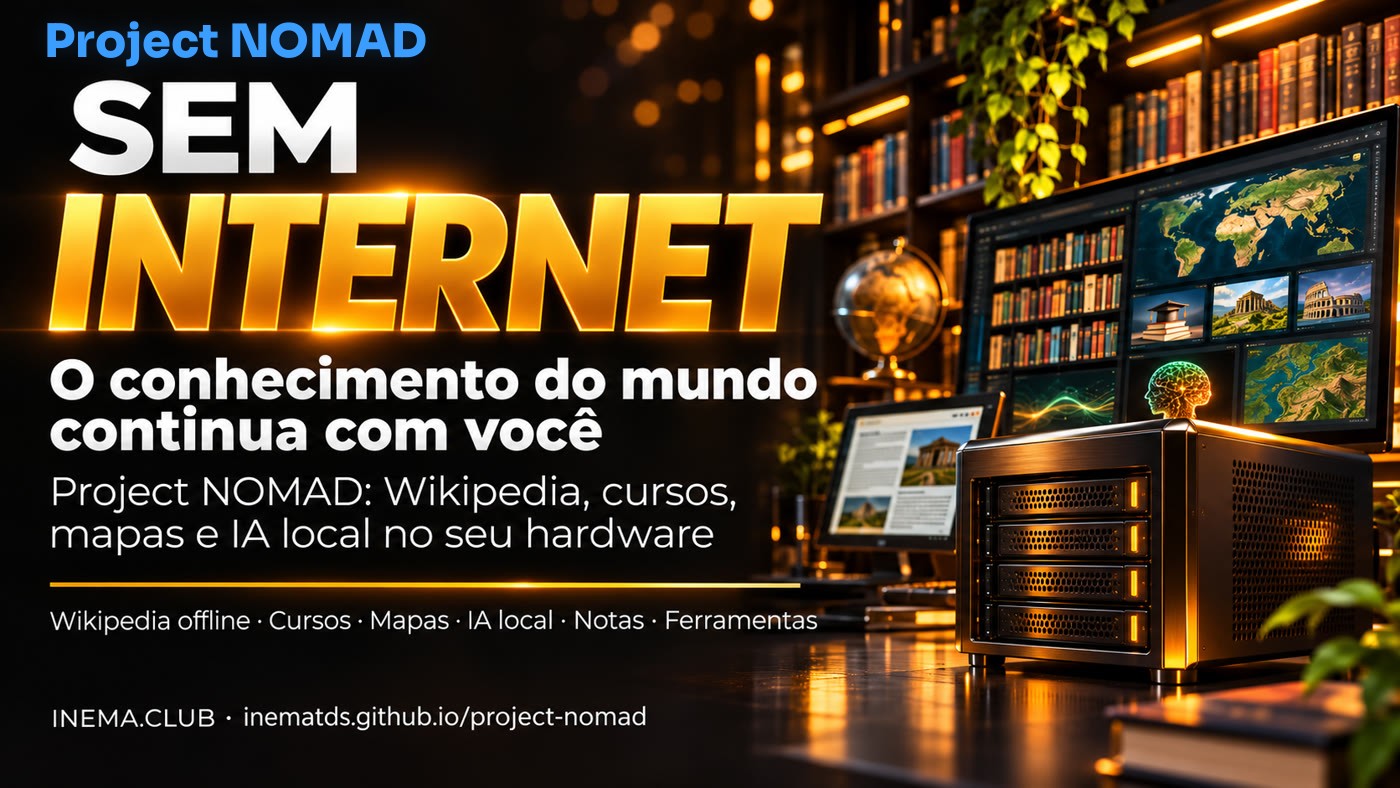 Project NOMAD
SEM
INTERNET
O conhecimento do mundo
continua com você
Project NOMAD: Wikipedia, cursos,
mapas e IA local no seu hardware
Wikipedia offline · Cursos · Mapas · IA local · Notas · Ferramentas
INEMA.CLUB · inematds.github.io/project-nomad